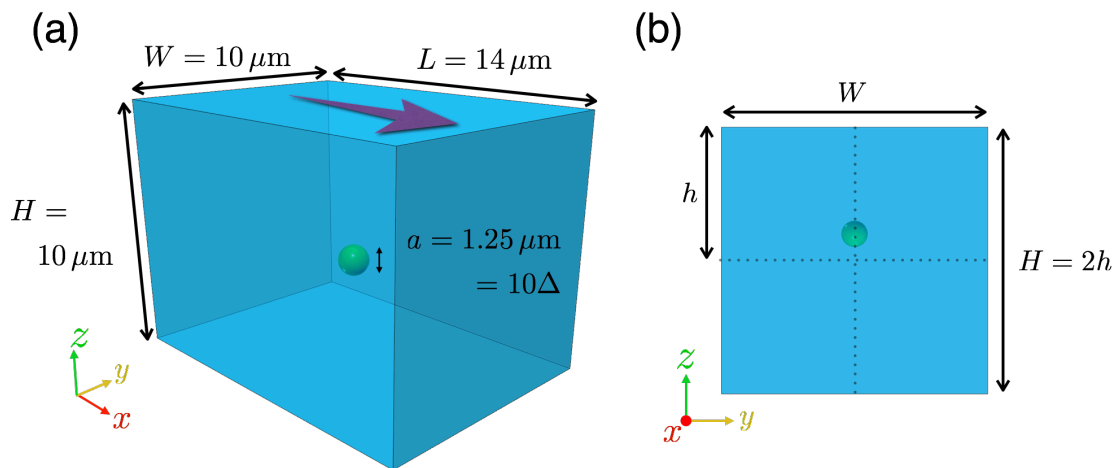 (a)
W = 10 μm
L = 14 μm
H =
10 μm
a = 1.25 μm
= 10Δ
z
y
x
(b)
W
h
H = 2h
z
x
y